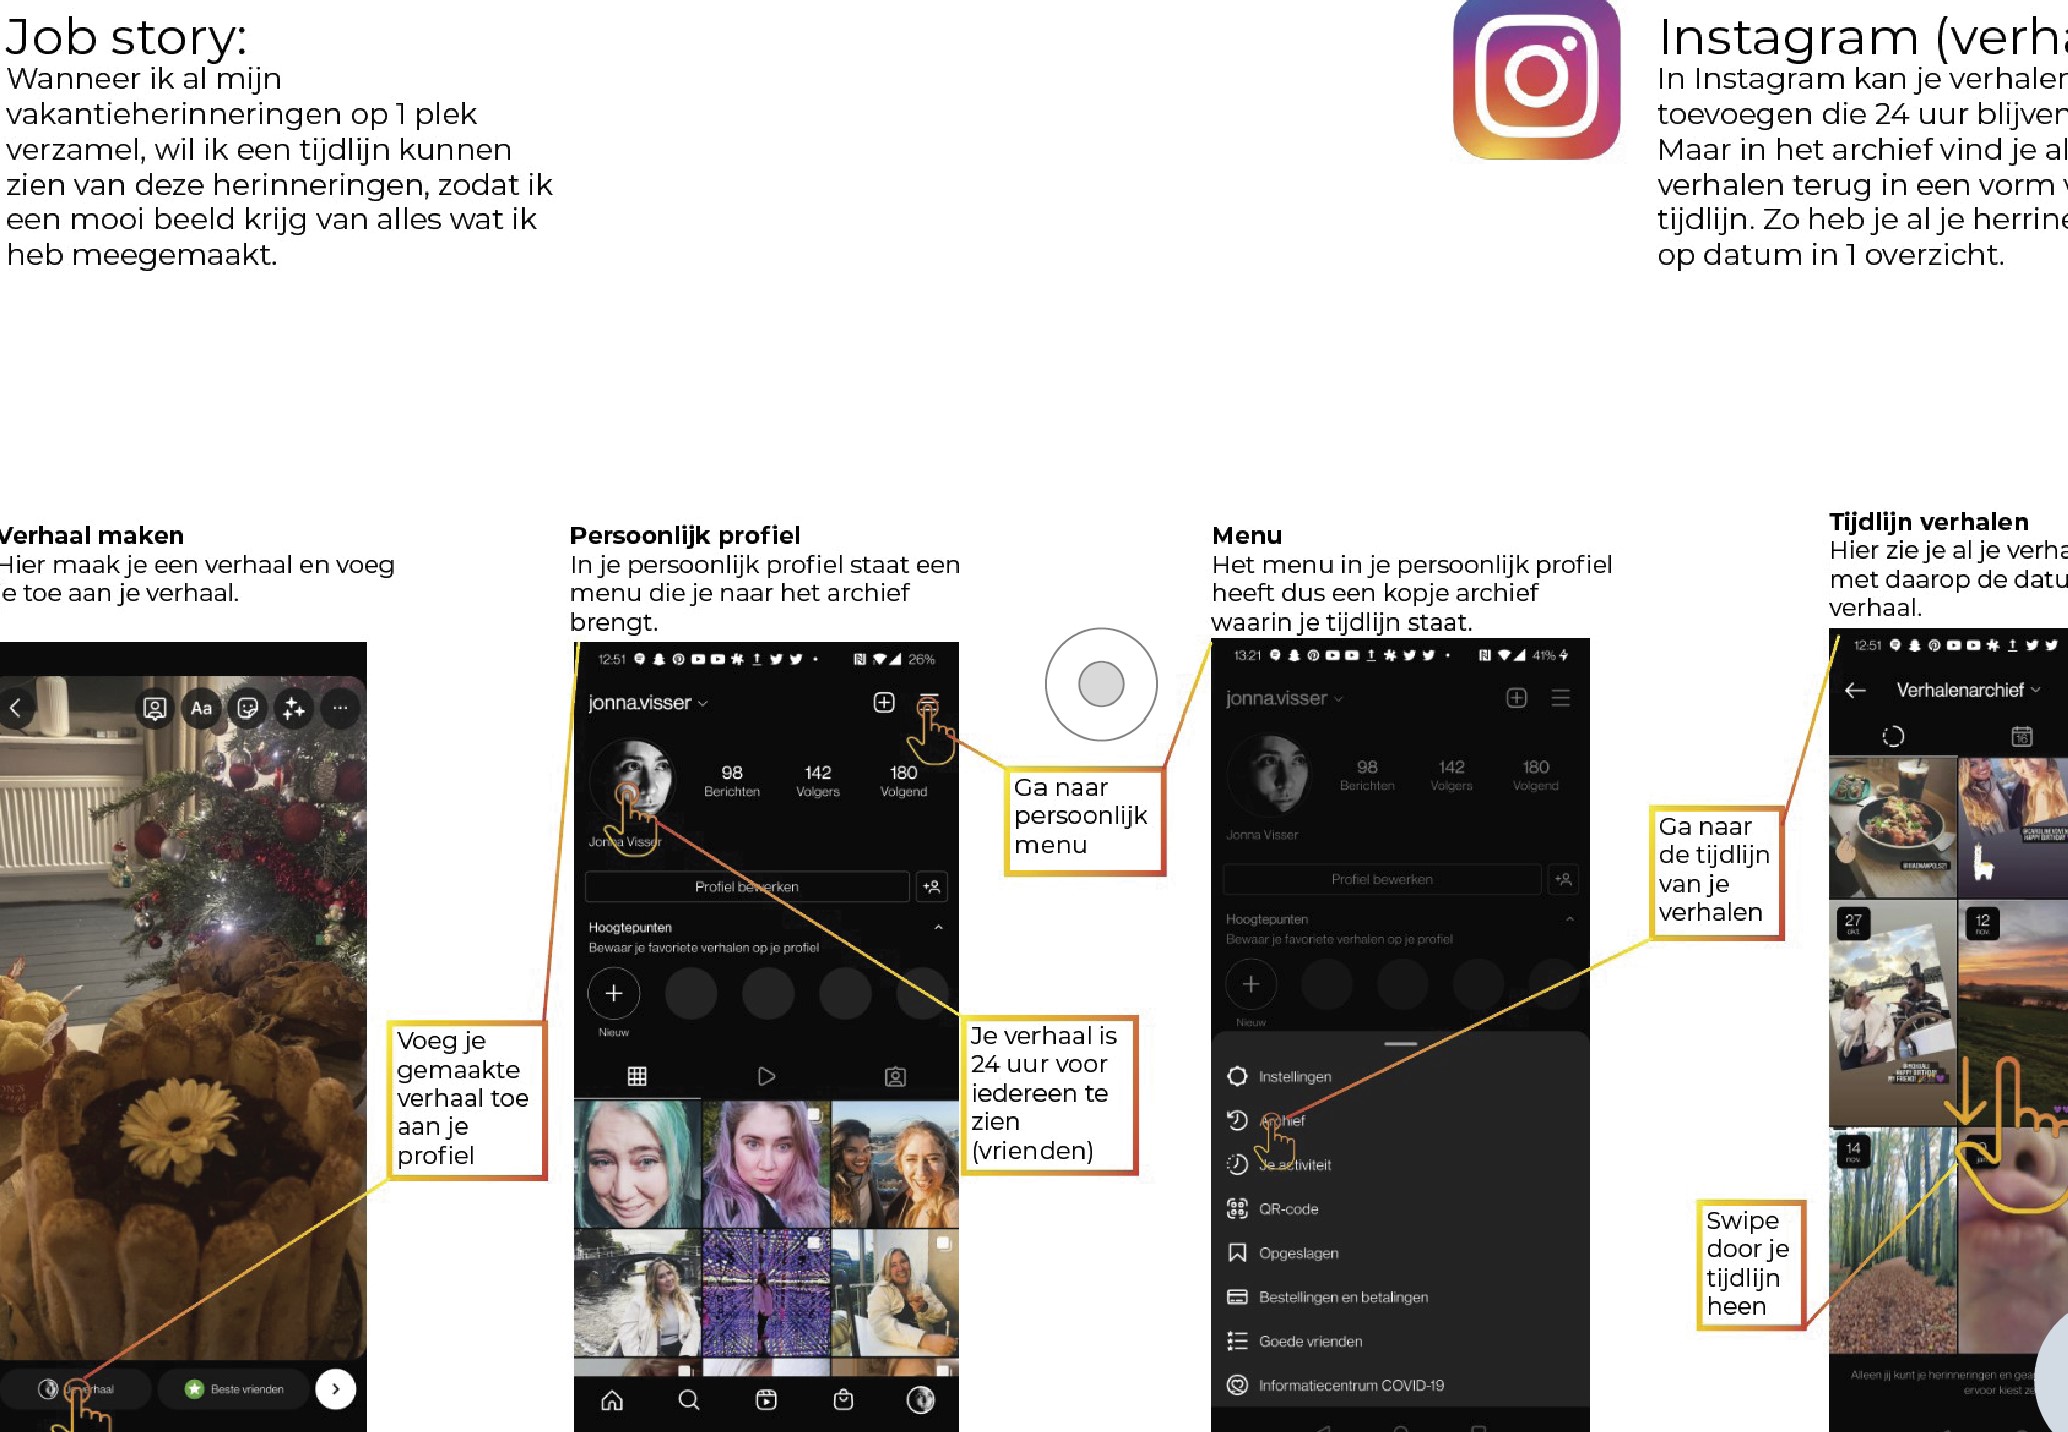 Job story:
Wanneer ik al mijn
vakantieherinneringen op 1 plek
verzamel, wil ik een tijdlijn kunnen
zien van deze herinneringen, zodat ik
een mooi beeld krijg van alles wat ik
heb meegemaakt.
Instagram (verha
In Instagram kan je verhalen
toevoegen die 24 uur blijven
Maar in het archief vind je al
verhalen terug in een vorm v
tijdlijn. Zo heb je al je herrine
op datum in 1 overzicht.
Verhaal maken
Hier maak je een verhaal en voeg
e toe aan je verhaal.
Aa
Voeg je
gemaakte
verhaal toe
aan je
profiel
Beste vrienden
Persoonlijk profiel
In je persoonlijk profiel staat een
menu die je naar het archief
brengt.
12:51
26%
jonna.visser
98
142
180
Berichten
Volgers
Volgend
Jonna Visser
Profiel bewerken
Hoogtepunten
Bewaar je favoriete verhalen op je profiel
Nieuw
Ga naar
persoonlijk
menu
Je verhaal is
24 uur voor
iedereen te
zien
(vrienden)
Menu
Het menu in je persoonlijk profiel
heeft dus een kopje archief
waarin je tijdlijn staat.
13:21
41%
jonna.visser
98
142
180
Berichten
Volgers
Volgend
Jonna Visser
Profiel bewerken
Hoogtepunten
Bewaar je favoriete verhalen op je profiel
Nieuw
Instellingen
Archief
Je activiteit
QR-code
Opgeslagen
Bestellingen en betalingen
Goede vrienden
Informatiecentrum COVID-19
Ga naar
de tijdlijn
van je
verhalen
Swipe
door je
tijdlijn
heen
Tijdlijn verhalen
Hier zie je al je verha
met daarop de datu
verhaal.
12:51
Verhalenarchief
16
HAPPY BIRTHDAY
27
okt.
12
nov.
HAPPY BIRTHDAY
MY FRIEND!
14
nov.
Alleen jij kunt je herinneringen en gea
ervoor kiest ze